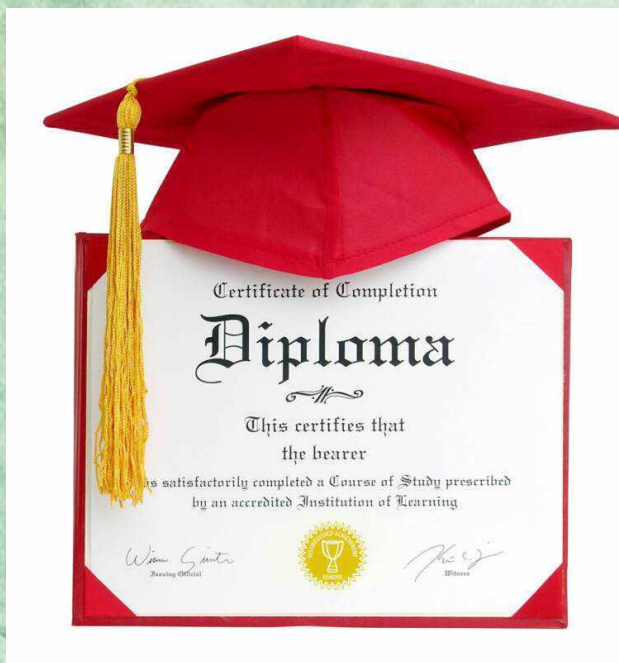 Certificate of Completion
Diploma
This certifies that
the bearer
satisfactorily completed a Course of Study prescribed
by an accredited Institution of Learning
Issuing Official
Witness